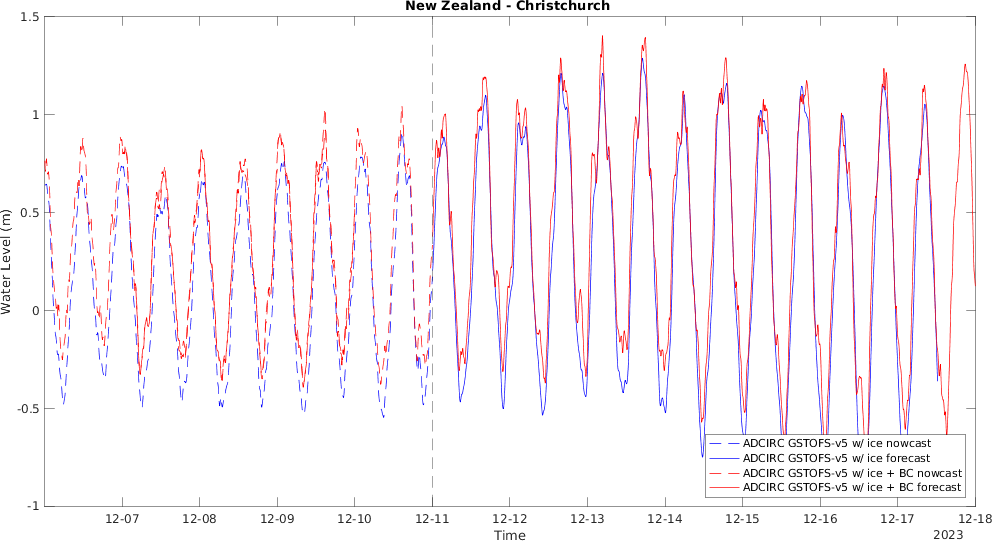 New Zealand - Christchurch
Water Level (m)
1.5
1
0.5
0
-0.5
-1
ADCIRC GSTOFS-v5 w/ ice nowcast
ADCIRC GSTOFS-v5 w/ ice forecast
ADCIRC GSTOFS-v5 w/ ice + BC nowcast
ADCIRC GSTOFS-v5 w/ ice + BC forecast
12-07 12-08 12-09 12-10 12-11 12-12 12-13 12-14 12-15 12-16 12-17 12-18
Time
2023